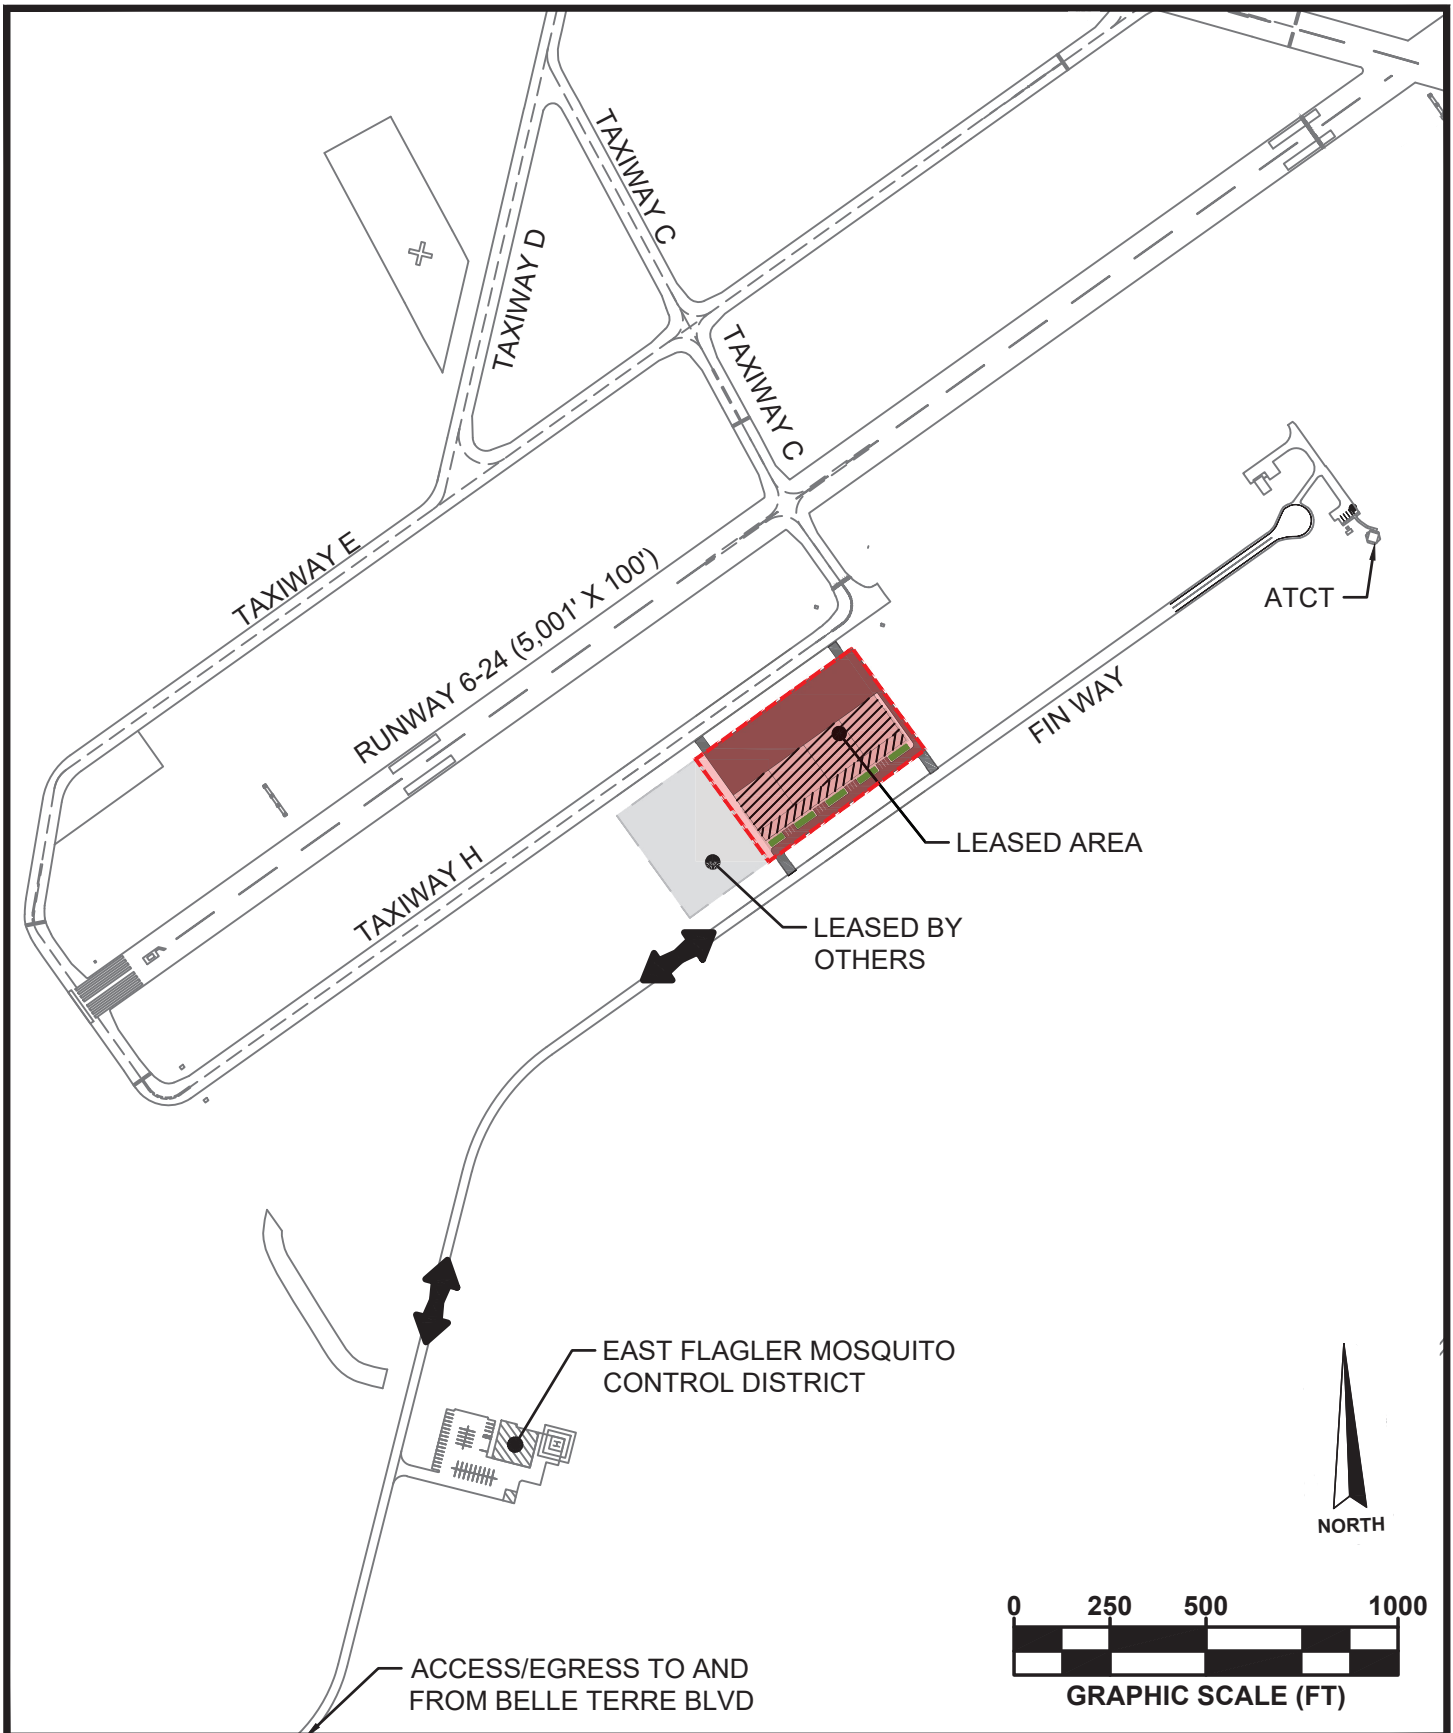 TAXIWAY C
TAXIWAY D
TAXIWAY C
TAXIWAY E
RUNWAY 6-24 (5,001' X 100')
ATCT
FIN WAY
LEASED AREA
TAXIWAY H
LEASED BY
OTHERS
EAST FLAGLER MOSQUITO
CONTROL DISTRICT
NORTH
0 250 500 1000
GRAPHIC SCALE (FT)
ACCESS/EGRESS TO AND
FROM BELLE TERRE BLVD